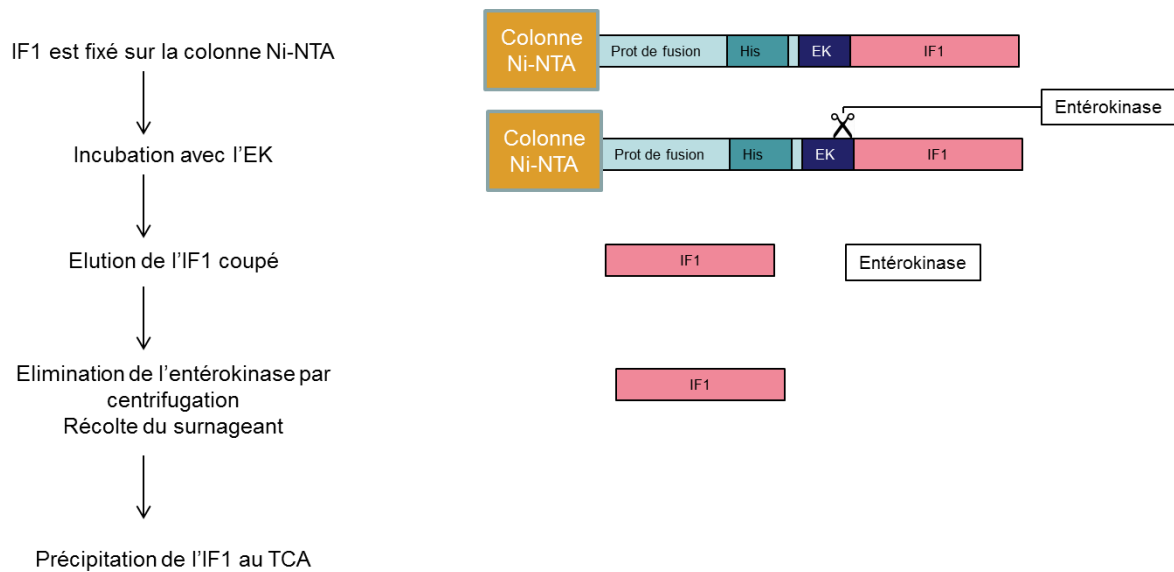 IF1 est fixé sur la colonne Ni-NTA
Colonne
Ni-NTA
Prot de fusion
His
EK
IF1
Entérokinase
Incubation avec l'EK
Colonne
Ni-NTA
Prot de fusion
His
EK
IF1
Elution de l'IF1 coupé
IF1
Entérokinase
Elimination de l'entérokinase par
centrifugation
Récolte du surnageant
IF1
Précipitation de l'IF1 au TCA